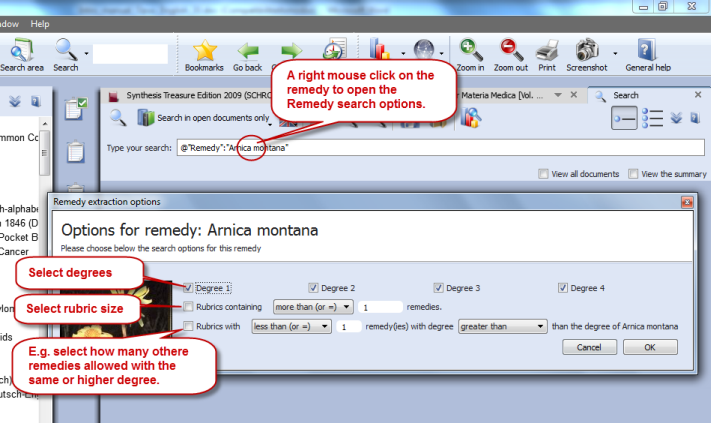 ndow Help
Search area Search Bookmarks Go back Zoom in Zoom out Print Screenshot General help
A right mouse click on the
remedy to open the
Remedy search options.
Synthesis Treasure Edition 2009 (SCHRO
r Materia Medica [Vol. ...
Search
Search in open documents only
mmon Co
Type your search: @"Remedy":"Arnica montana"
View all documents View the summary
h-alphabe
n 1846 (D
Pocket B
Cancer
Remedy extraction options
Options for remedy: Arnica montana
Please choose below the search options for this remedy
Select degrees
Degree 1 Degree 2 Degree 3 Degree 4
Select rubric size
Rubrics containing more than (or =) 1 remedies.
Rubrics with less than (or =) 1 remedy(ies) with degree greater than than the degree of Arnica montana
E.g. select how many othere
remedies allowed with the
same or higher degree.
Cancel OK
ylon
ids
ch)
utsch-En